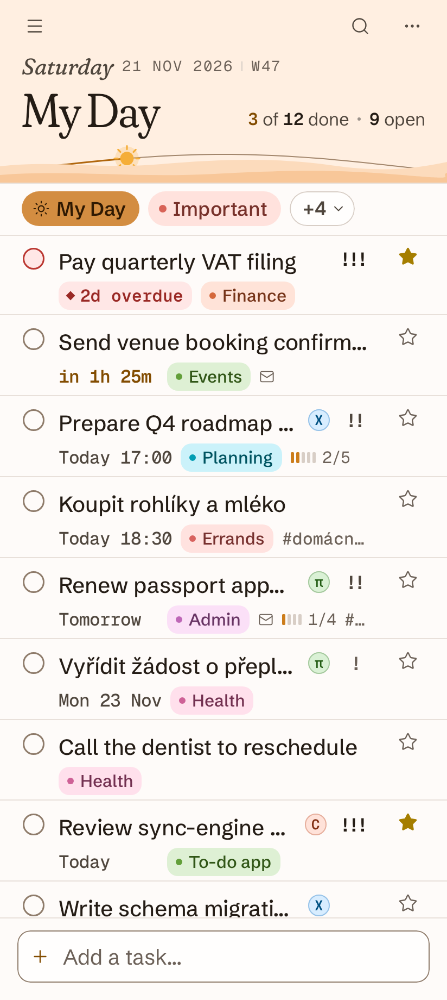 Saturday 21 NOV 2026 W47
My Day
3 of 12 done • 9 open
My Day Important +4
Pay quarterly VAT filing !!!
2d overdue Finance
Send venue booking confirm...
in 1h 25m Events
Prepare Q4 roadmap ... X !!
Today 17:00 Planning 2/5
Koupit rohlíky a mléko
Today 18:30 Errands #domácn...
Renew passport app... π !!
Tomorrow Admin 1/4 #...
Vyřídit žádost o přepl... π !
Mon 23 Nov Health
Call the dentist to reschedule
Health
Review sync-engine ... C !!!
Today To-do app
Write schema migrati... X
+ Add a task...